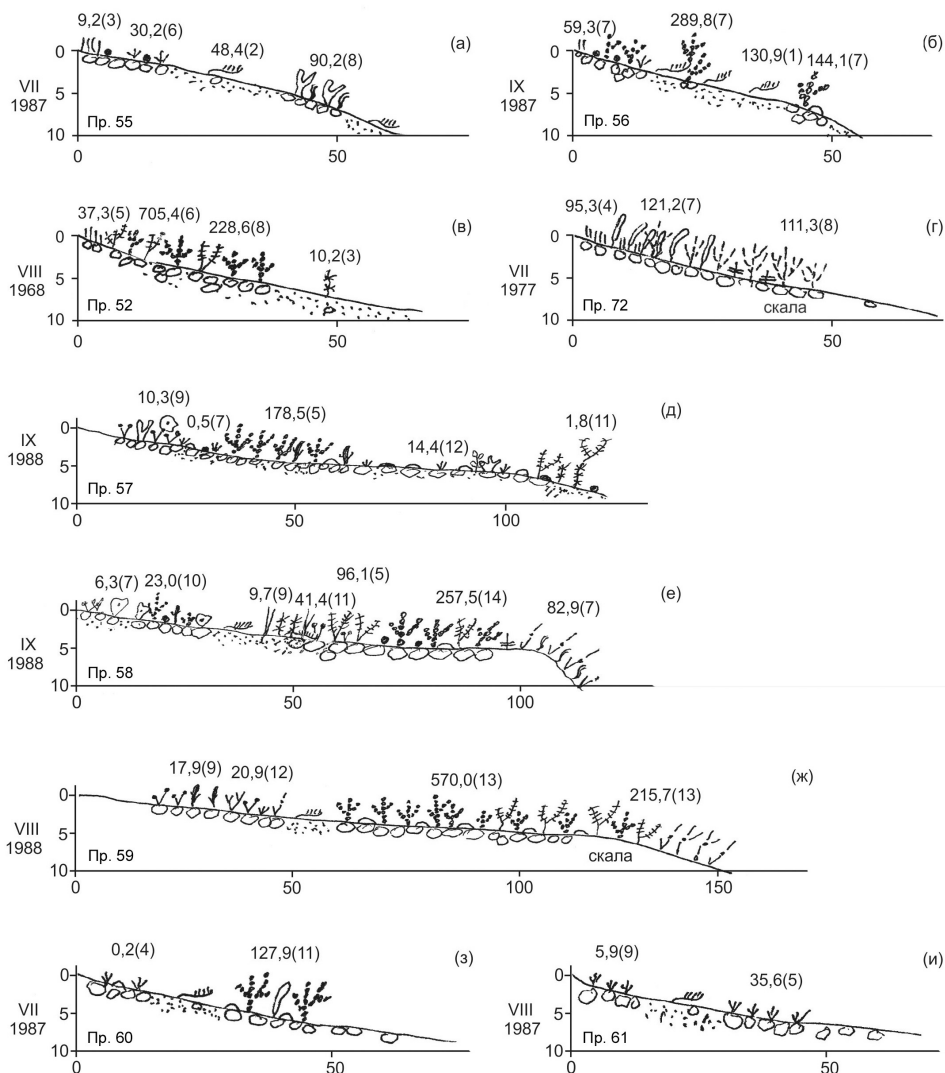 9,2(3) 30,2(6) 48,4(2) 90,2(8) (а)
0
VII 5
1987
10 Пр. 55
0 50
59,3(7) 289,8(7) 130,9(1) 144,1(7) (б)
0
IX 5
1987
10 Пр. 56
0 50
37,3(5) 705,4(6) 228,6(8) 10,2(3) (в)
0
VIII 5
1968
10 Пр. 52
0 50
95,3(4) 121,2(7) 111,3(8) (г)
0
VII 5
1977
10 Пр. 72 скала
0 50
10,3(9) 0,5(7) 178,5(5) 14,4(12) 1,8(11) (д)
0
IX 5
1988
10 Пр. 57
0 50 100
6,3(7) 23,0(10) 9,7(9) 41,4(11) 96,1(5) 257,5(14) 82,9(7) (е)
0
IX 5
1988
10 Пр. 58
0 50 100
17,9(9) 20,9(12) 570,0(13) 215,7(13) (ж)
0
VIII 5
1988
10 Пр. 59 скала
0 50 100 150
0,2(4) 127,9(11) (з)
0
VII 5
1987
10 Пр. 60
0 50
5,9(9) 35,6(5) (и)
0
VIII 5
1987
10 Пр. 61
0 50